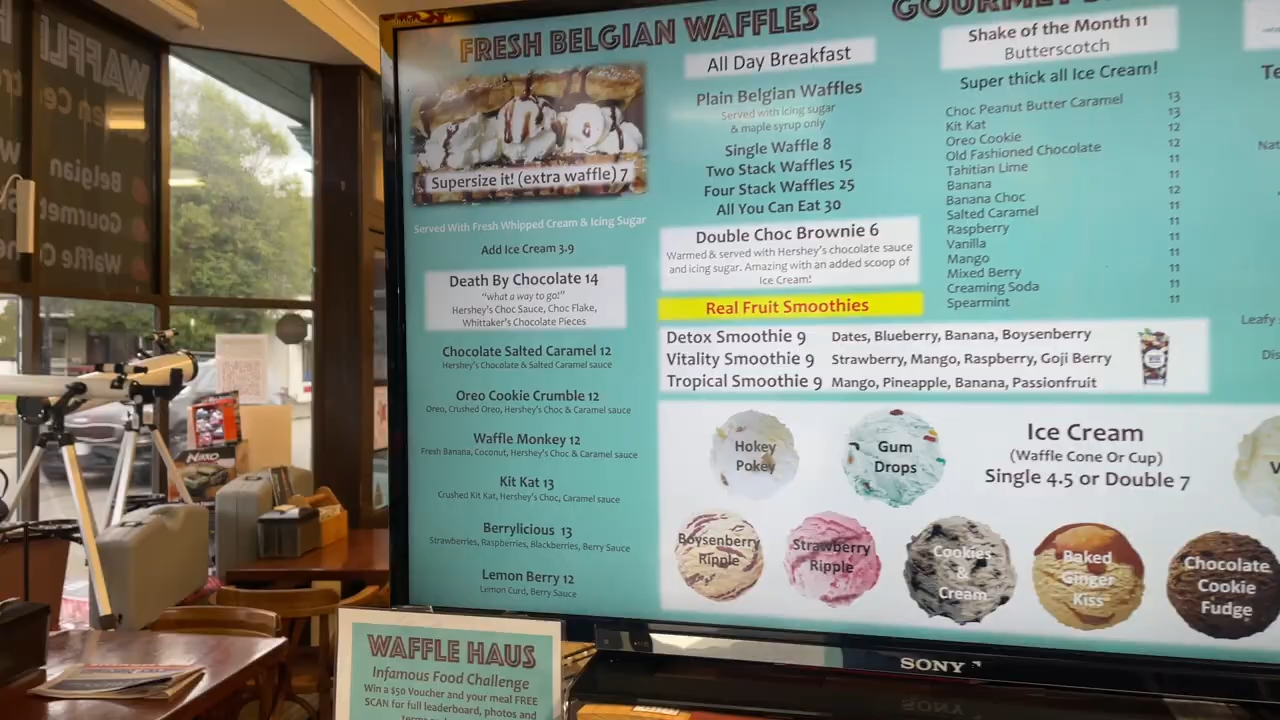 FRESH BELGIAN WAFFLES
Supersize it! (extra waffle) 7
Served With Fresh Whipped Cream & Icing Sugar
Add Ice Cream 3.9
Death By Chocolate 14
"what a way to go!"
Hershey's Choc Sauce, Choc Flake,
Whittaker's Chocolate Pieces
Chocolate Salted Caramel 12
Hershey's Chocolate & Salted Caramel sauce
Oreo Cookie Crumble 12
Oreo, Crushed Oreo, Hershey's Choc & Caramel sauce
Waffle Monkey 12
Fresh Banana, Coconut, Hershey's Choc & Caramel sauce
Kit Kat 13
Crushed Kit Kat, Hershey's Choc, Caramel sauce
Berrylicious 13
Strawberries, Raspberries, Blackberries, Berry Sauce
Lemon Berry 12
Lemon Curd, Berry Sauce
All Day Breakfast
Plain Belgian Waffles
Served with icing sugar
& maple syrup only
Single Waffle 8
Two Stack Waffles 15
Four Stack Waffles 25
All You Can Eat 30
Double Choc Brownie 6
Warmed & served with Hershey's chocolate sauce
and icing sugar. Amazing with an added scoop of
Ice Cream!
Shake of the Month 11
Butterscotch
Super thick all Ice Cream!
Choc Peanut Butter Caramel 13
Kit Kat 13
Oreo Cookie 12
Old Fashioned Chocolate 12
Tahitian Lime 11
Banana 11
Banana Choc 12
Salted Caramel 11
Raspberry 11
Vanilla 11
Mango 11
Mixed Berry 11
Creaming Soda 11
Spearmint 11
Real Fruit Smoothies
Detox Smoothie 9 Dates, Blueberry, Banana, Boysenberry
Vitality Smoothie 9 Strawberry, Mango, Raspberry, Goji Berry
Tropical Smoothie 9 Mango, Pineapple, Banana, Passionfruit
Hokey
Pokey
Gum
Drops
Ice Cream
(Waffle Cone Or Cup)
Single 4.5 or Double 7
Boysenberry
Ripple
Strawberry
Ripple
Cookies
&
Cream
Baked
Ginger
Kiss
Chocolate
Cookie
Fudge
SONY
WAFFLE HAUS
Infamous Food Challenge
Win a $50 Voucher and your meal FREE
SCAN for full leaderboard, photos and
Belgian
Gourmet
Waffle